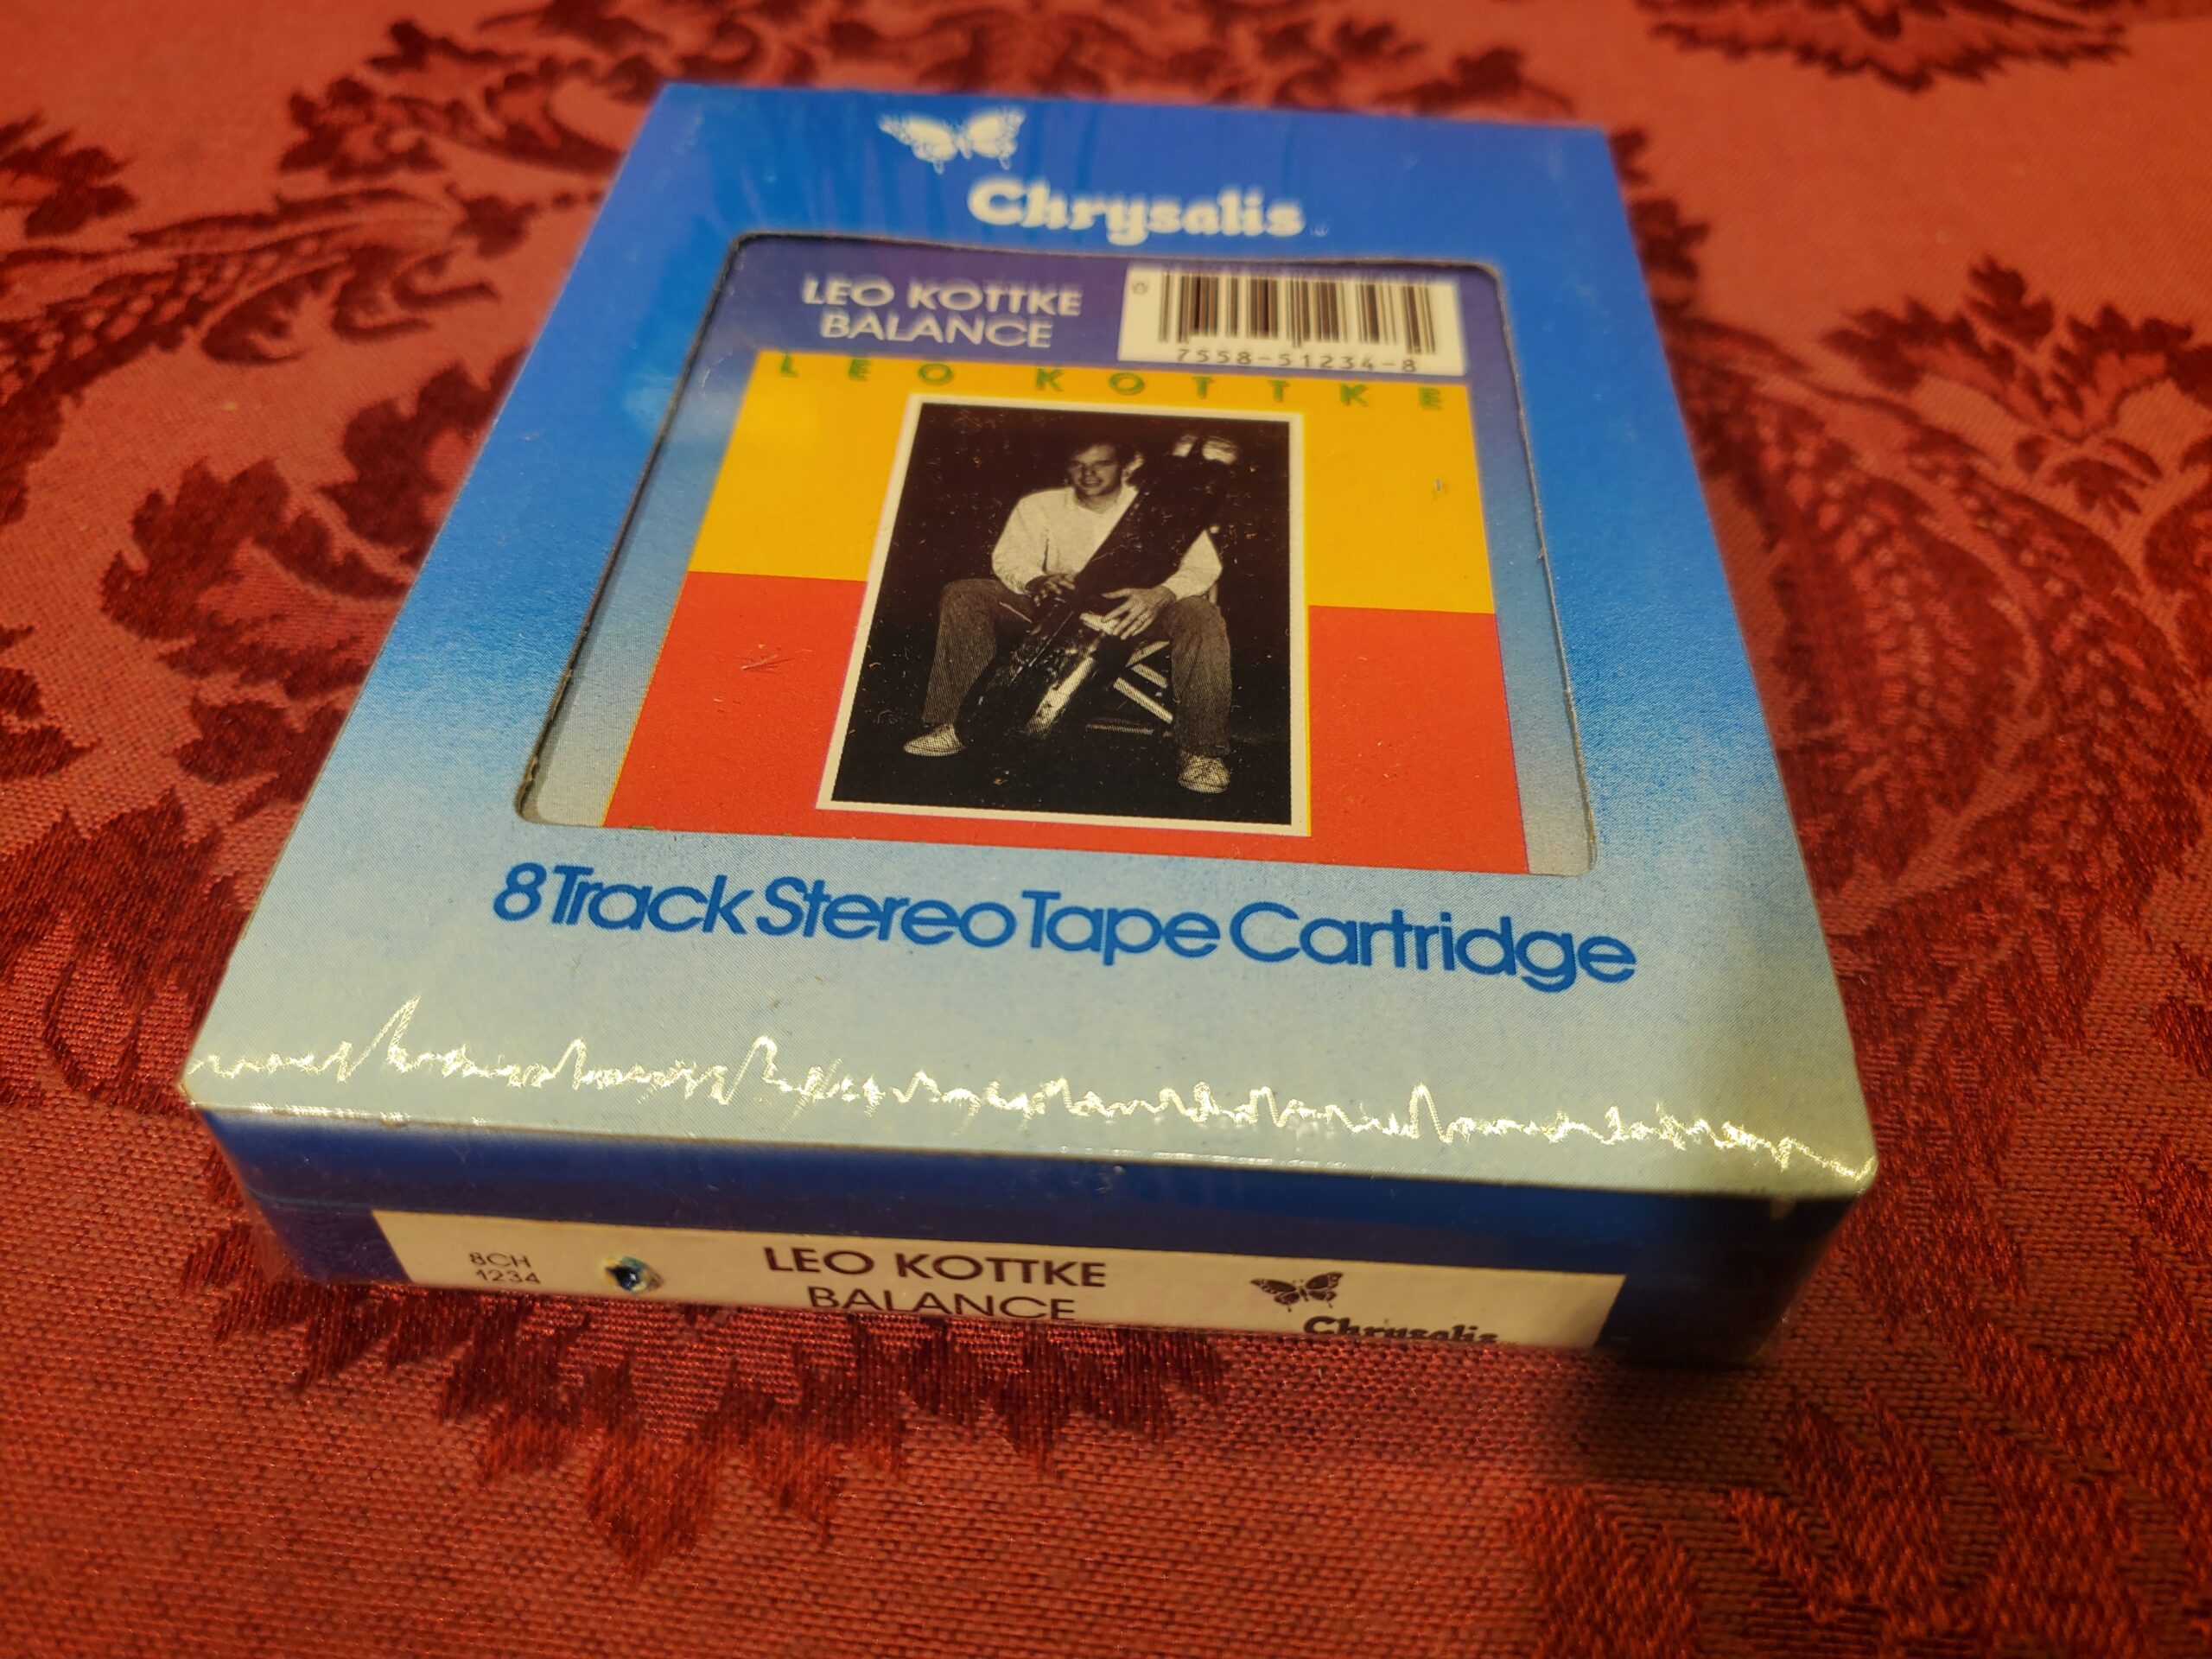 Chrysalis
LEO KOTTKE
BALANCE
0
7558-51234-8
LEO KOTTKE
8 Track Stereo Tape Cartridge
8CH
1234
LEO KOTTKE
BALANCE
Chrysalis